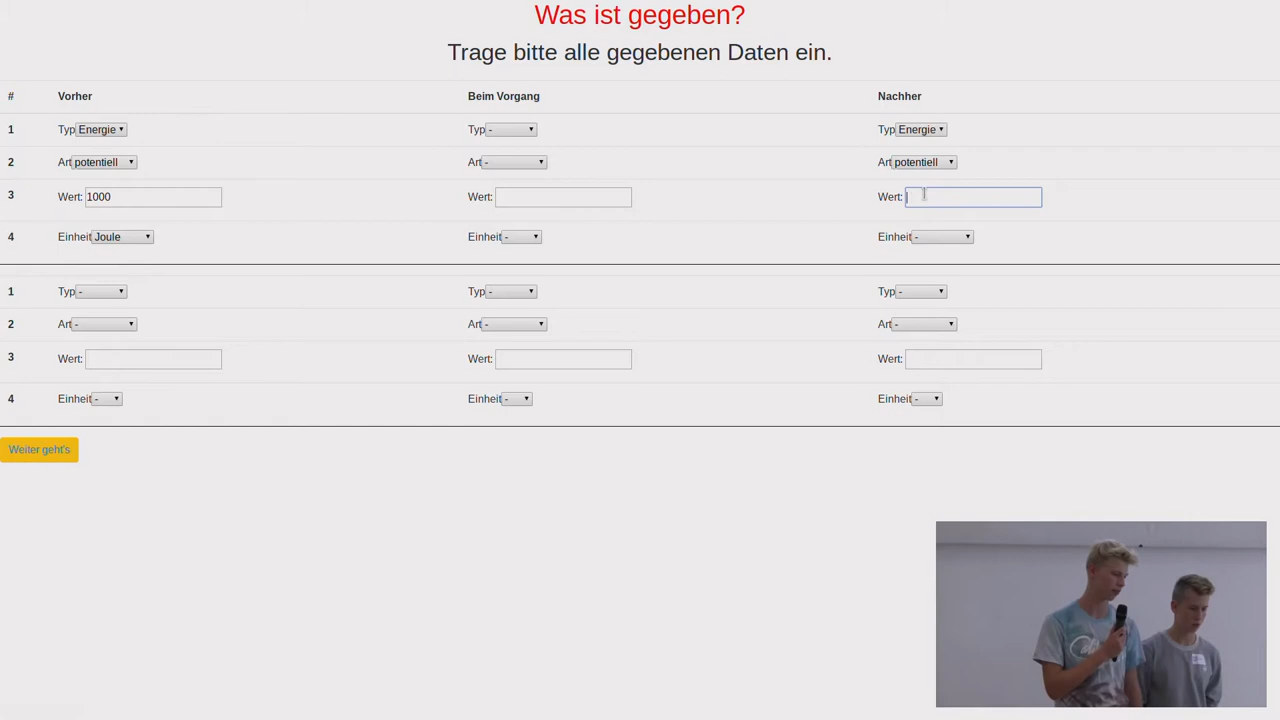 Was ist gegeben?
Trage bitte alle gegebenen Daten ein.
# Vorher Beim Vorgang Nachher
1 Typ Energie Typ - Typ Energie
2 Art potentiell Art - Art potentiell
3 Wert: 1000 Wert: Wert:
4 Einheit Joule Einheit - Einheit -
1 Typ - Typ - Typ -
2 Art - Art - Art -
3 Wert: Wert: Wert:
4 Einheit - Einheit - Einheit -
Weiter geht's